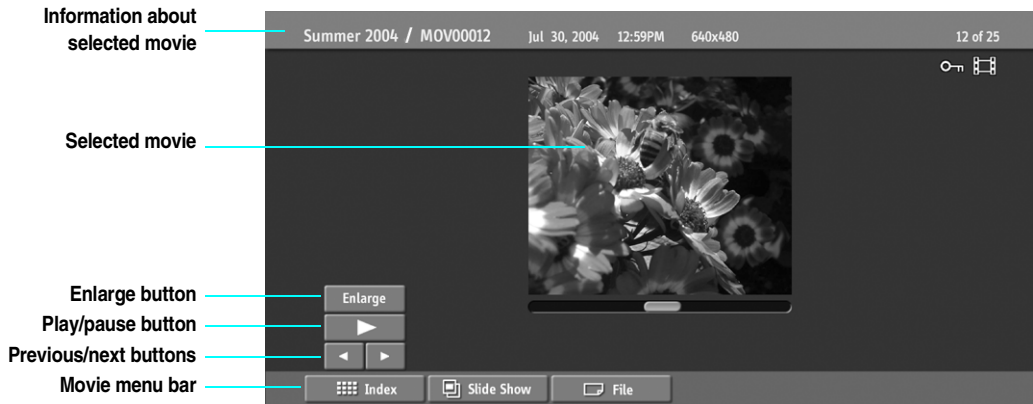 Information about
selected movie
Summer 2004 / MOV00012 Jul 30, 2004 12:59PM 640x480 12 of 25
Selected movie
Enlarge button
Enlarge
Play/pause button
Previous/next buttons
Movie menu bar
Index Slide Show File